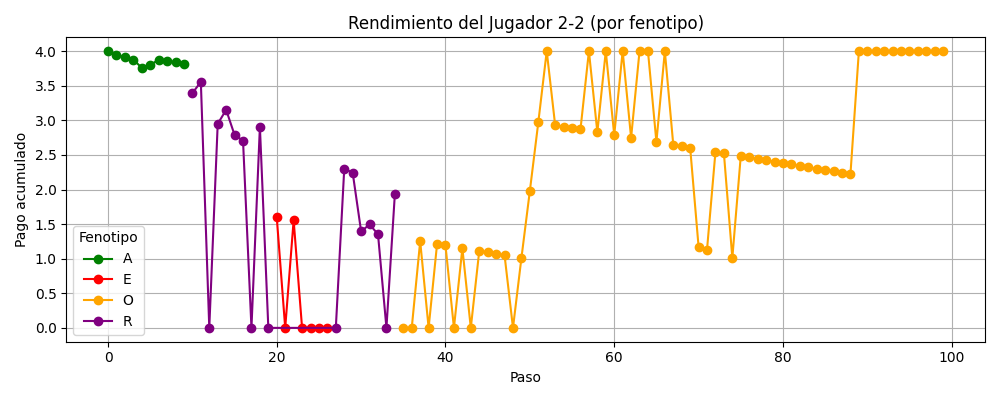 Rendimiento del Jugador 2-2 (por fenotipo)
Pago acumulado
4.0
3.5
3.0
2.5
2.0
1.5
1.0
0.5
0.0
Fenotipo
A
E
O
R
0 20 40 60 80 100
Paso